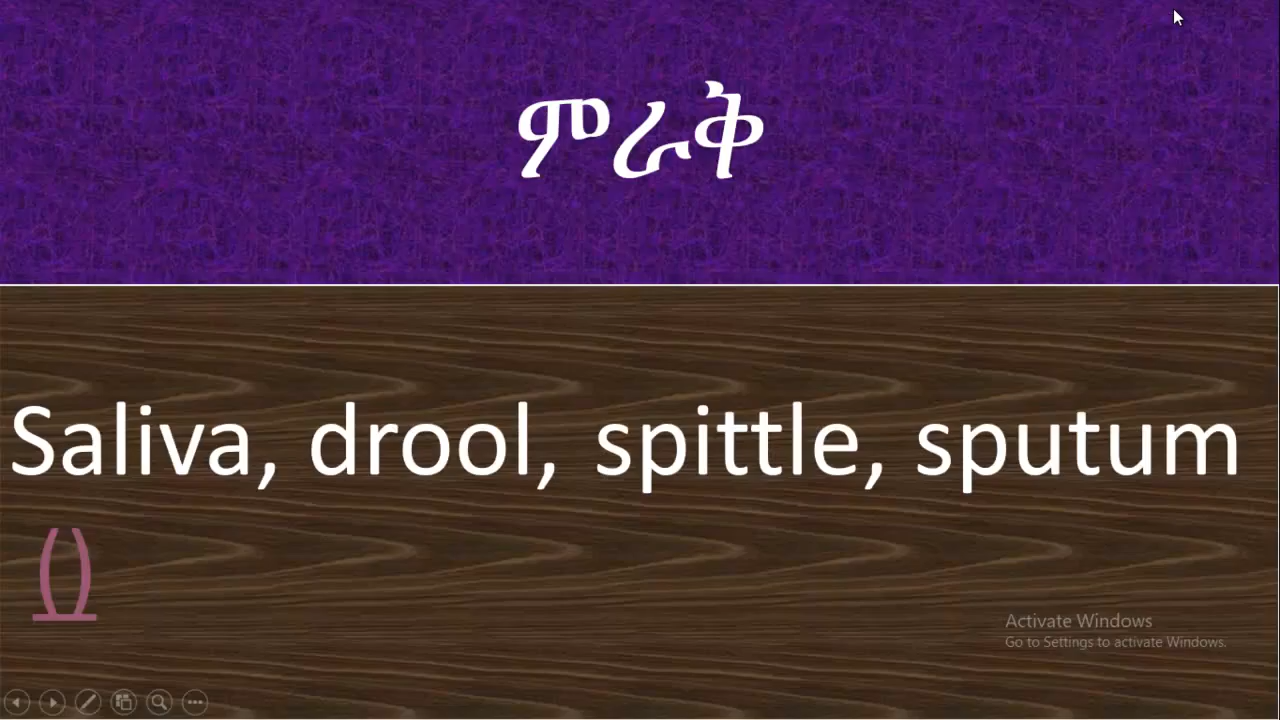 ምራቅ
Saliva, drool, spittle, sputum
()
Activate Windows
Go to Settings to activate Windows.